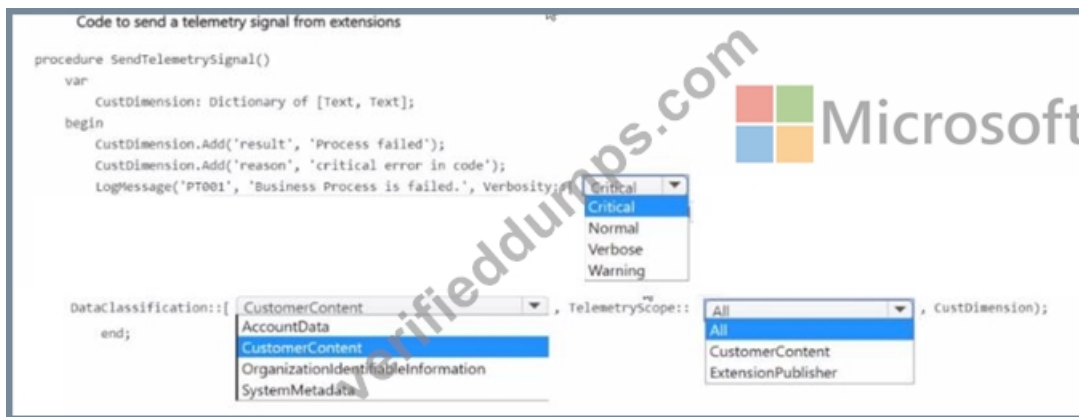 Code to send a telemetry signal from extensions
procedure SendTelemetrySignal()
var
CustDimension: Dictionary of [Text, Text];
begin
CustDimension.Add('result', 'Process failed');
CustDimension.Add('reason', 'critical error in code');
LogMessage('PT001', 'Business Process is failed.', Verbosity::[ Critical
Critical
Normal
Verbose
Warning
DataClassification::[ CustomerContent , TelemetryScope:: All , CustDimension);
end;
AccountData
CustomerContent
OrganizationIdentifiableInformation
SystemMetadata
All
CustomerContent
ExtensionPublisher
Microsoft
verifieddumps.com